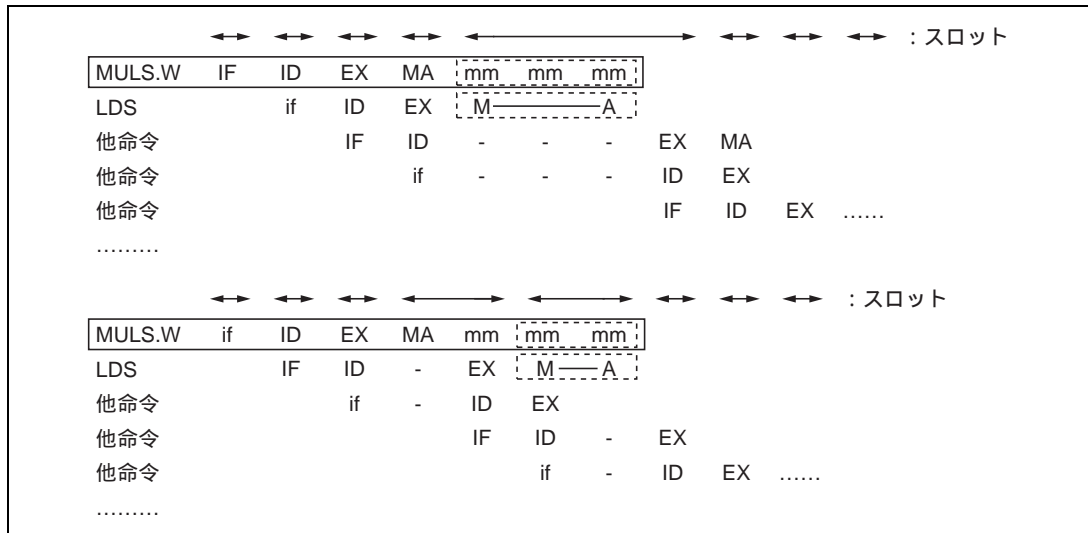 ：スロット
MULS.W IF ID EX MA mm mm mm
LDS if ID EX M A
他命令 IF ID - - - EX MA
他命令 if - - - ID EX
他命令 IF ID EX ……
………
：スロット
MULS.W if ID EX MA mm mm mm
LDS IF ID - EX M A
他命令 if - ID EX
他命令 IF ID - EX
他命令 if - ID EX ……
………